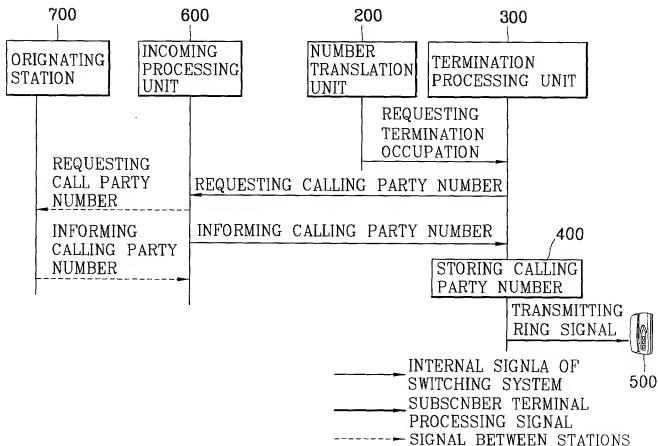 700
600
200
300
ORIGNATING
STATION
INCOMING
PROCESSING
UNIT
NUMBER
TRANSLATION
UNIT
TERMINATION
PROCESSING UNIT
REQUESTING
TERMINATION
OCCUPATION
REQUESTING
CALL PARTY
NUMBER
REQUESTING CALLING PARTY NUMBER
INFORMING
CALLING PARTY
NUMBER
INFORMING CALLING PARTY NUMBER
400
STORING CALLING
PARTY NUMBER
TRANSMITTING
RING SIGNAL
500
INTERNAL SIGNLA OF
SWITCHING SYSTEM
SUBSCNBER TERMINAL
PROCESSING SIGNAL
SIGNAL BETWEEN STATIONS